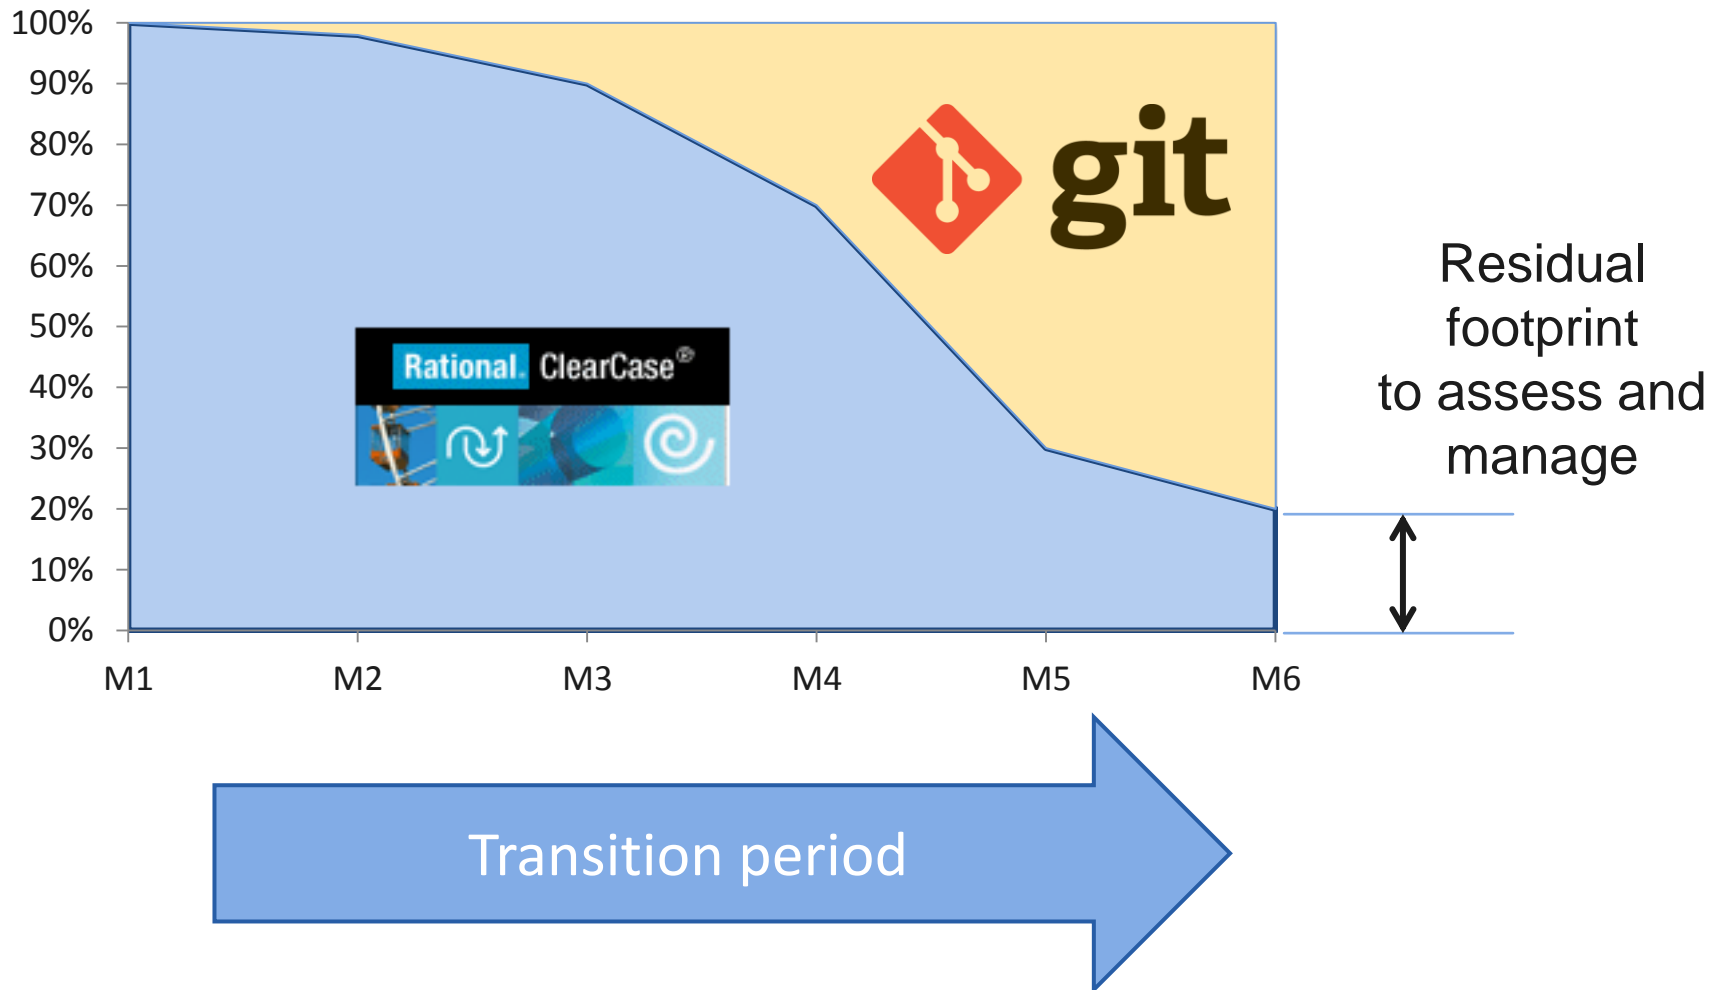 100%
90%
80%
70%
60%
50%
40%
30%
20%
10%
0%
M1 M2 M3 M4 M5 M6
git
Rational. ClearCase®
Residual
footprint
to assess and
manage
Transition period